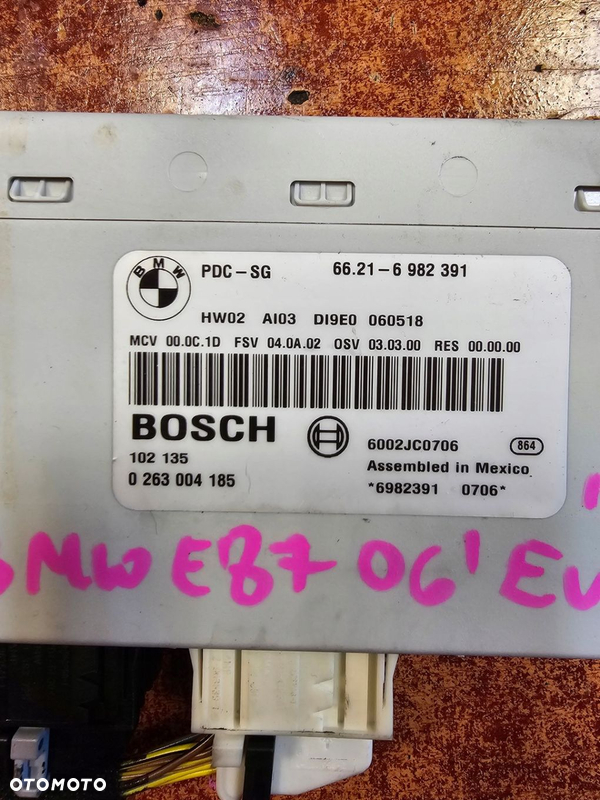 BMW
PDC-SG 66.21-6 982 391
HW02 AI03 DI9E0 060518
MCV 00.0C.1D FSV 04.0A.02 OSV 03.03.00 RES 00.00.00
BOSCH
6002JC0706 864
102 135
Assembled in Mexico
0 263 004 185
*6982391 0706*
BMW E87 06'
OTOMOTO